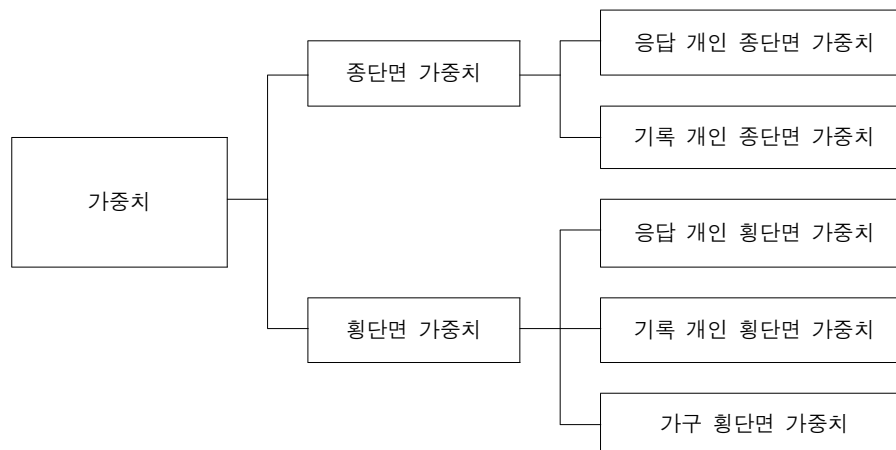 가중치
종단면 가중치
응답 개인 종단면 가중치
기록 개인 종단면 가중치
횡단면 가중치
응답 개인 횡단면 가중치
기록 개인 횡단면 가중치
가구 횡단면 가중치